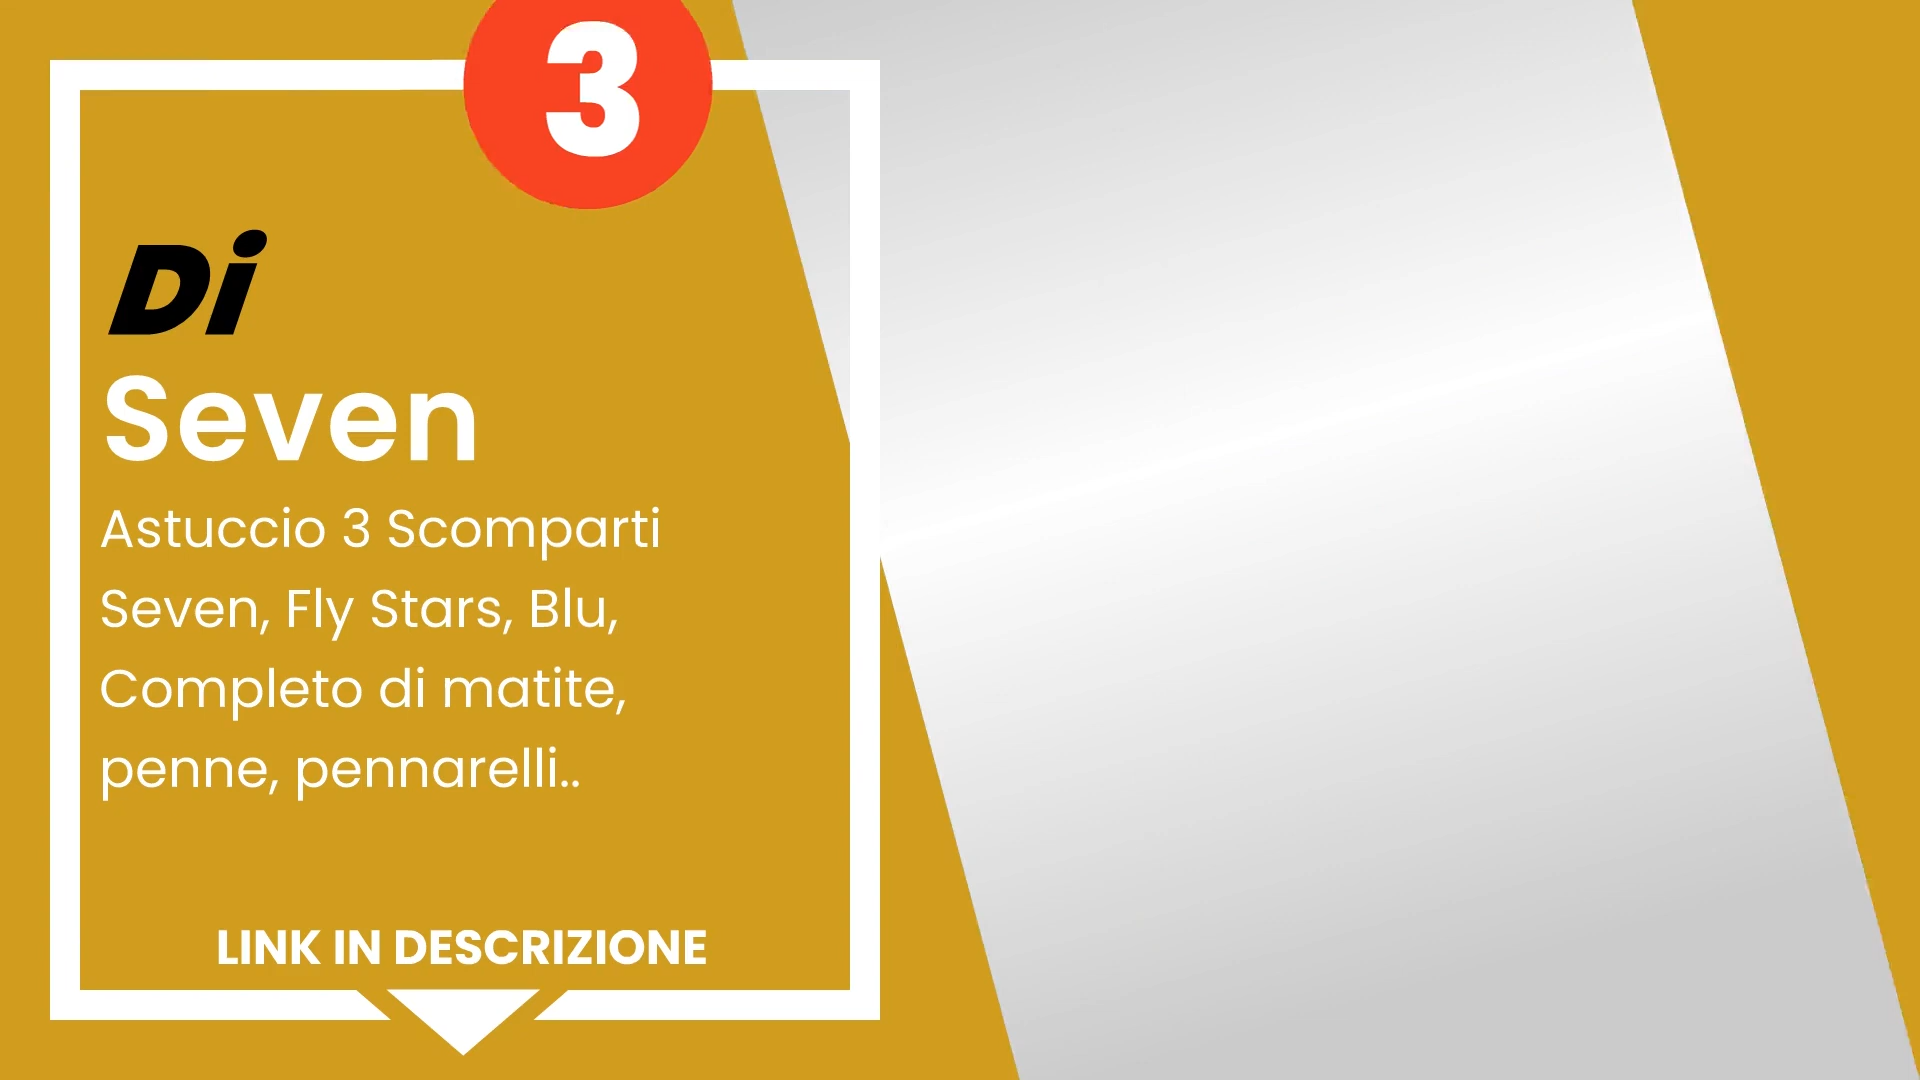 3
Di
Seven
Astuccio 3 Scomparti
Seven, Fly Stars, Blu,
Completo di matite,
penne, pennarelli..
LINK IN DESCRIZIONE